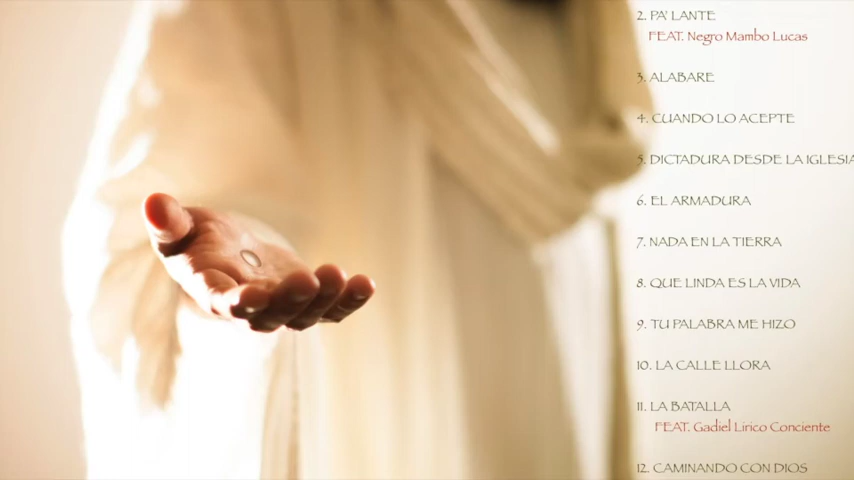 2. PA' LANTE
FEAT. Negro Mambo Lucas
3. ALABARE
4. CUANDO LO ACEPTE
5. DICTADURA DESDE LA IGLESIA
6. EL ARMADURA
7. NADA EN LA TIERRA
8. QUE LINDA ES LA VIDA
9. TU PALABRA ME HIZO
10. LA CALLE LLORA
11. LA BATALLA
FEAT. Gadiel Lirico Conciente
12. CAMINANDO CON DIOS